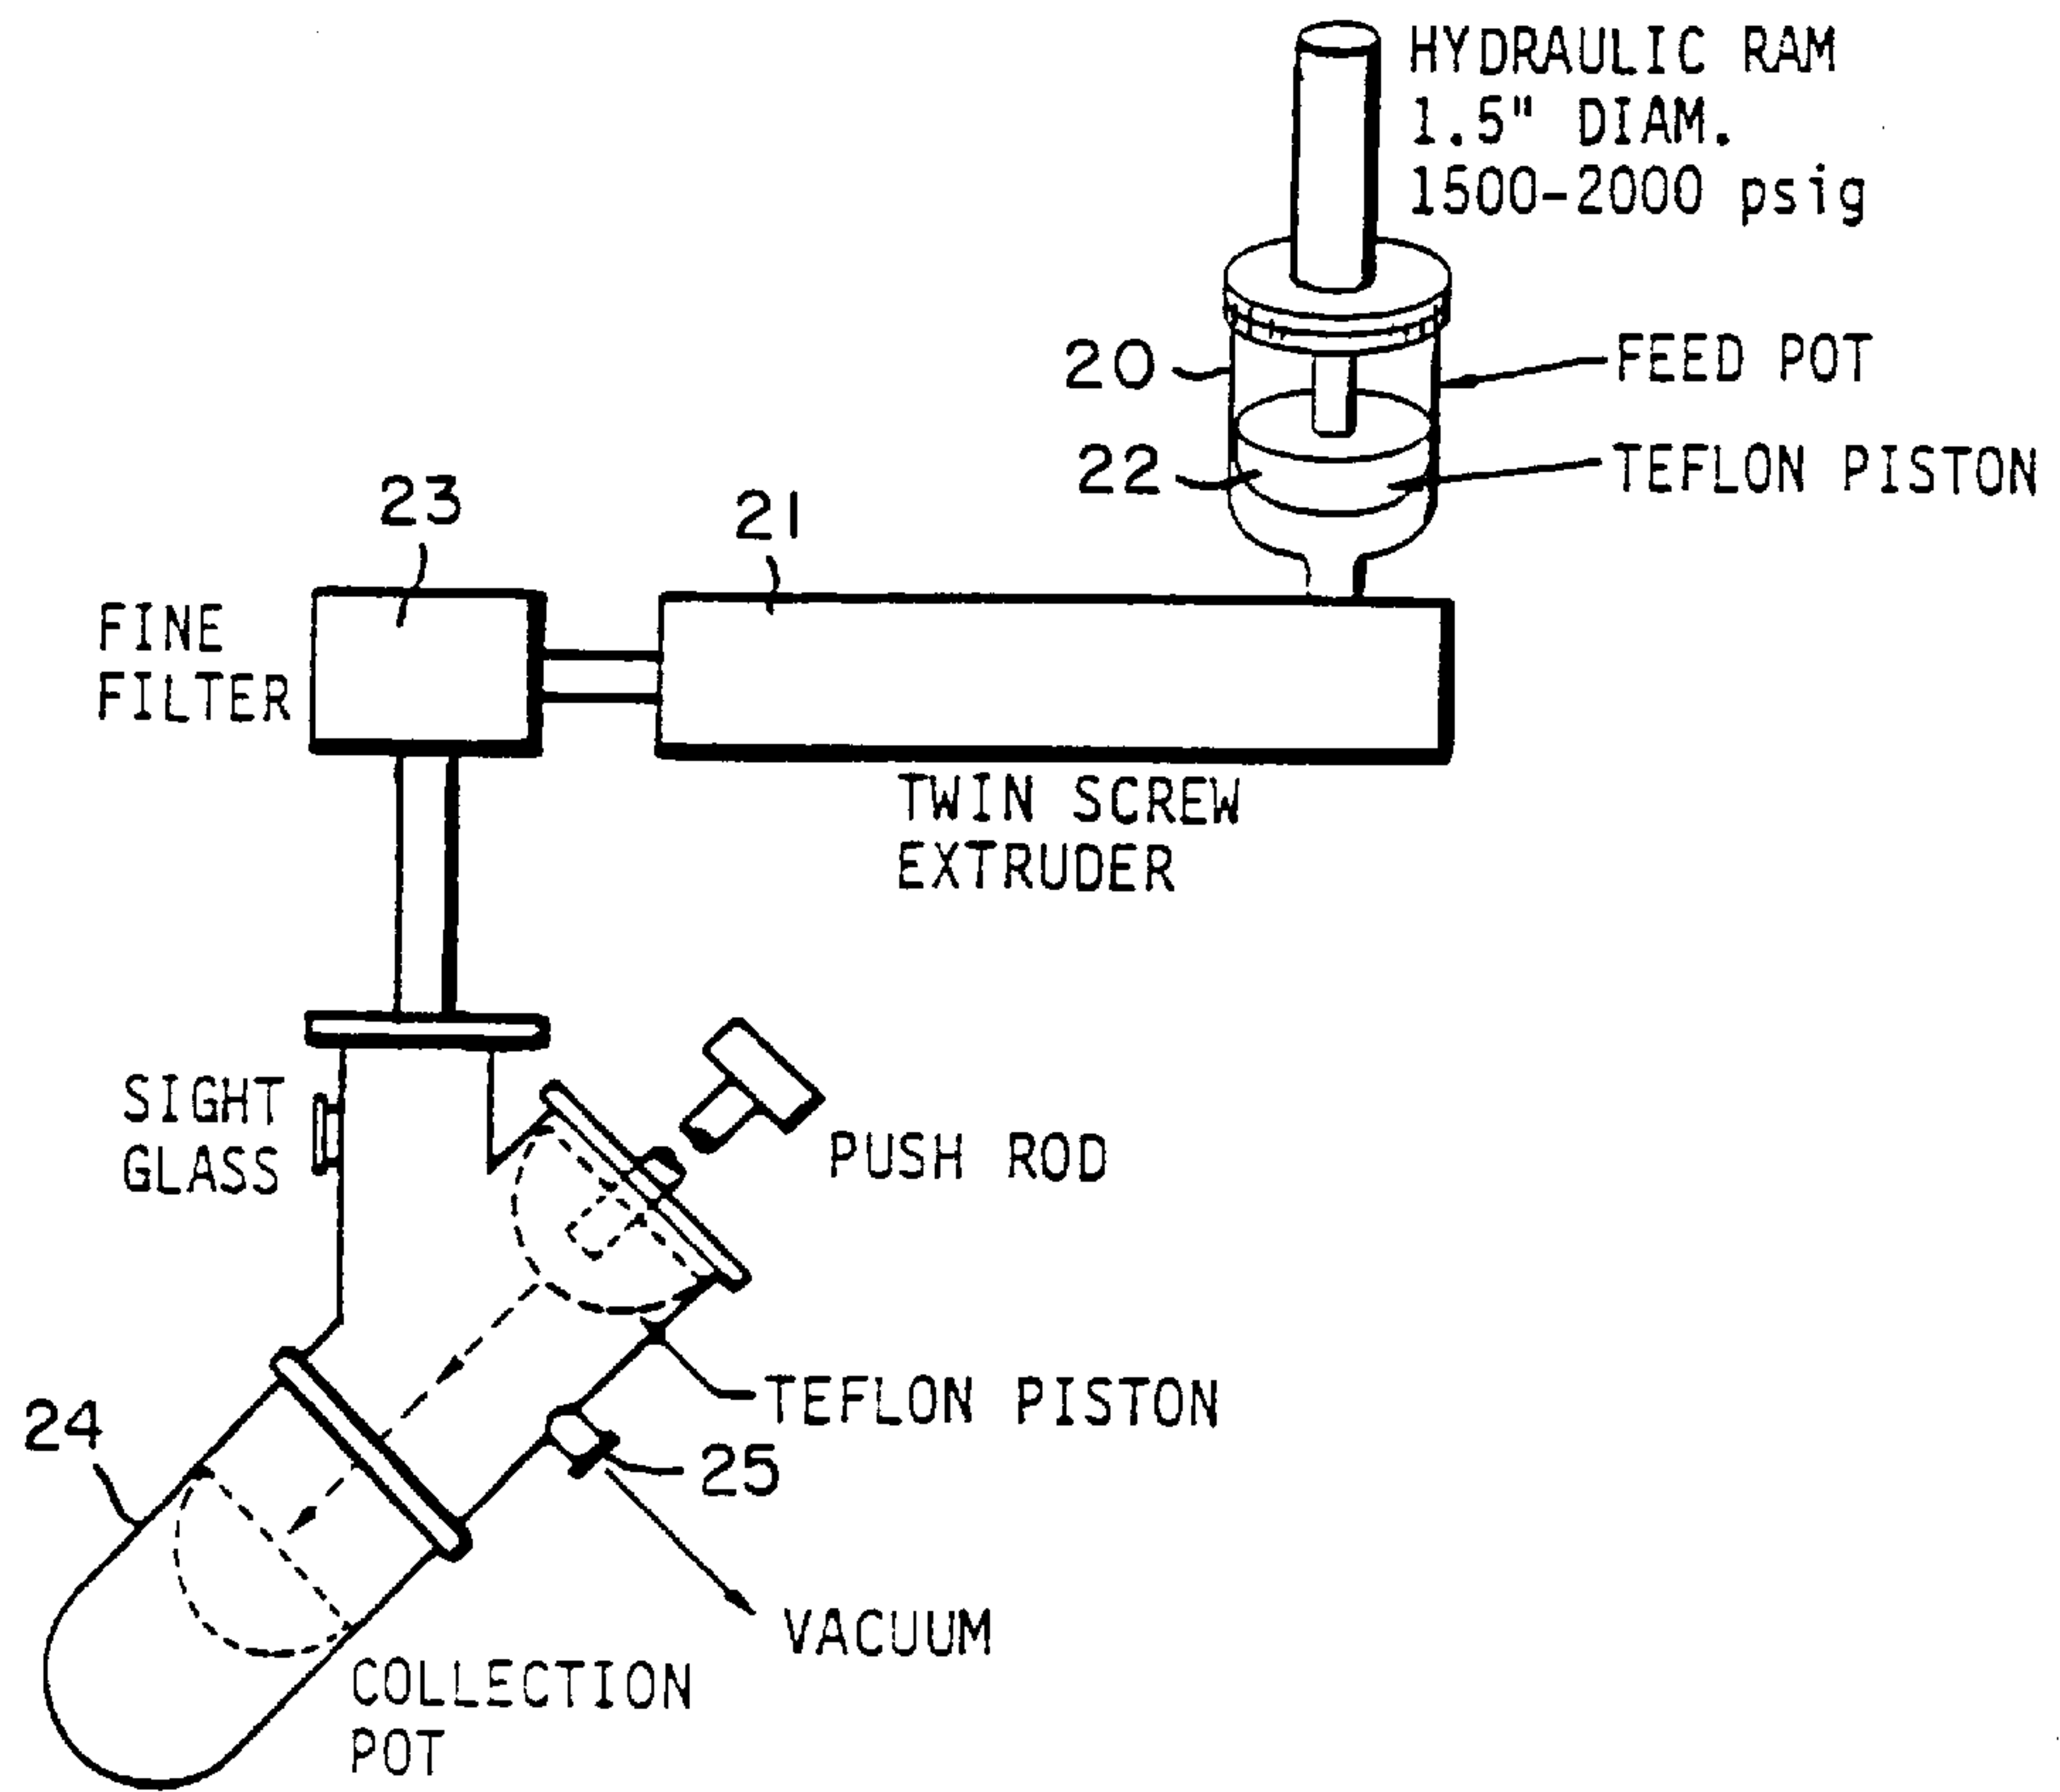 HYDRAULIC RAM
1.5" DIAM.
1500-2000 psig
20
FEED POT
22
TEFLON PISTON
23
21
FINE
FILTER
TWIN SCREW
EXTRUDER
SIGHT
GLASS
PUSH ROD
TEFLON PISTON
24
25
VACUUM
COLLECTION
POT